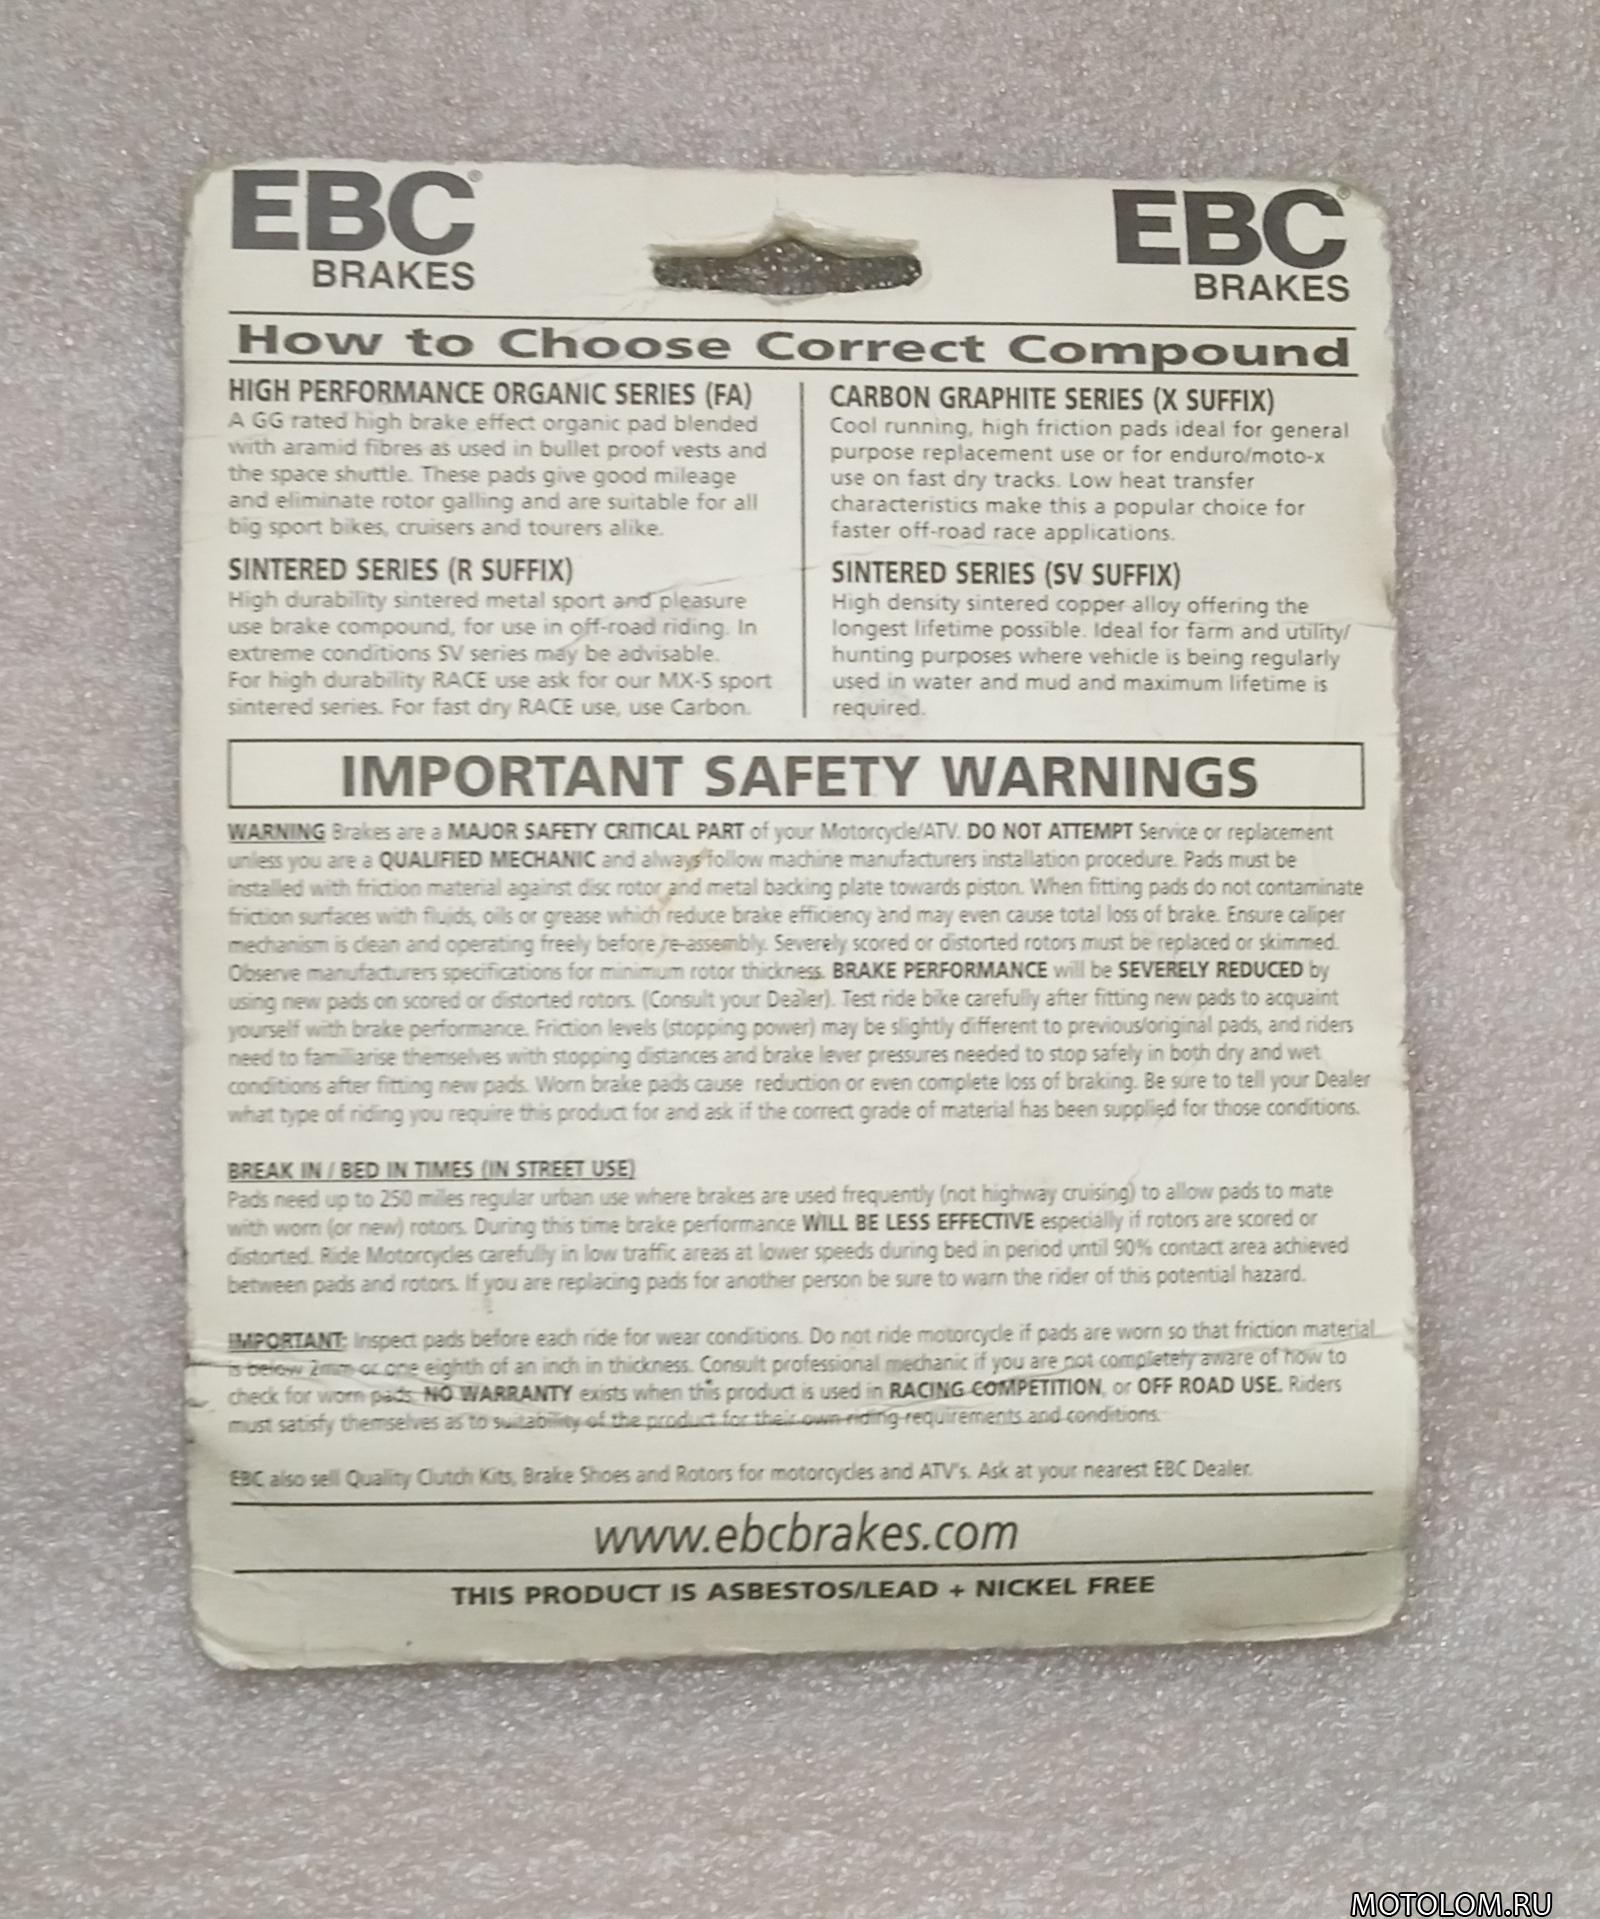 EBC®
BRAKES
EBC®
BRAKES
How to Choose Correct Compound
HIGH PERFORMANCE ORGANIC SERIES (FA)
A GG rated high brake effect organic pad blended
with aramid fibres as used in bullet proof vests and
the space shuttle. These pads give good mileage
and eliminate rotor galling and are suitable for all
big sport bikes, cruisers and tourers alike.
SINTERED SERIES (R SUFFIX)
High durability sintered metal sport and pleasure
use brake compound, for use in off-road riding. In
extreme conditions SV series may be advisable.
For high durability RACE use ask for our MX-S sport
sintered series. For fast dry RACE use, use Carbon.
CARBON GRAPHITE SERIES (X SUFFIX)
Cool running, high friction pads ideal for general
purpose replacement use or for enduro/moto-x
use on fast dry tracks. Low heat transfer
characteristics make this a popular choice for
faster off-road race applications.
SINTERED SERIES (SV SUFFIX)
High density sintered copper alloy offering the
longest lifetime possible. Ideal for farm and utility/
hunting purposes where vehicle is being regularly
used in water and mud and maximum lifetime is
required.
IMPORTANT SAFETY WARNINGS
WARNING Brakes are a MAJOR SAFETY CRITICAL PART of your Motorcycle/ATV. DO NOT ATTEMPT Service or replacement
unless you are a QUALIFIED MECHANIC and always follow machine manufacturers installation procedure. Pads must be
installed with friction material against disc rotor and metal backing plate towards piston. When fitting pads do not contaminate
friction surfaces with fluids, oils or grease which reduce brake efficiency and may even cause total loss of brake. Ensure caliper
mechanism is clean and operating freely before re-assembly. Severely scored or distorted rotors must be replaced or skimmed.
Observe manufacturers specifications for minimum rotor thickness. BRAKE PERFORMANCE will be SEVERELY REDUCED by
using new pads on scored or distorted rotors. (Consult your Dealer). Test ride bike carefully after fitting new pads to acquaint
yourself with brake performance. Friction levels (stopping power) may be slightly different to previous/original pads, and riders
need to familiarise themselves with stopping distances and brake lever pressures needed to stop safely in both dry and wet
conditions after fitting new pads. Worn brake pads cause reduction or even complete loss of braking. Be sure to tell your Dealer
what type of riding you require this product for and ask if the correct grade of material has been supplied for those conditions.
BREAK IN / BED IN TIMES (IN STREET USE)
Pads need up to 250 miles regular urban use where brakes are used frequently (not highway cruising) to allow pads to mate
with worn (or new) rotors. During this time brake performance WILL BE LESS EFFECTIVE especially if rotors are scored or
distorted. Ride Motorcycles carefully in low traffic areas at lower speeds during bed in period until 90% contact area achieved
between pads and rotors. If you are replacing pads for another person be sure to warn the rider of this potential hazard.
IMPORTANT: Inspect pads before each ride for wear conditions. Do not ride motorcycle if pads are worn so that friction material
is below 2mm or one eighth of an inch in thickness. Consult professional mechanic if you are not completely aware of how to
check for worn pads. NO WARRANTY exists when this product is used in RACING COMPETITION, or OFF ROAD USE. Riders
must satisfy themselves as to suitability of the product for their own riding requirements and conditions.
EBC also sell Quality Clutch Kits, Brake Shoes and Rotors for motorcycles and ATV's. Ask at your nearest EBC Dealer.
www.ebcbrakes.com
THIS PRODUCT IS ASBESTOS/LEAD + NICKEL FREE
MOTOLOM.RU